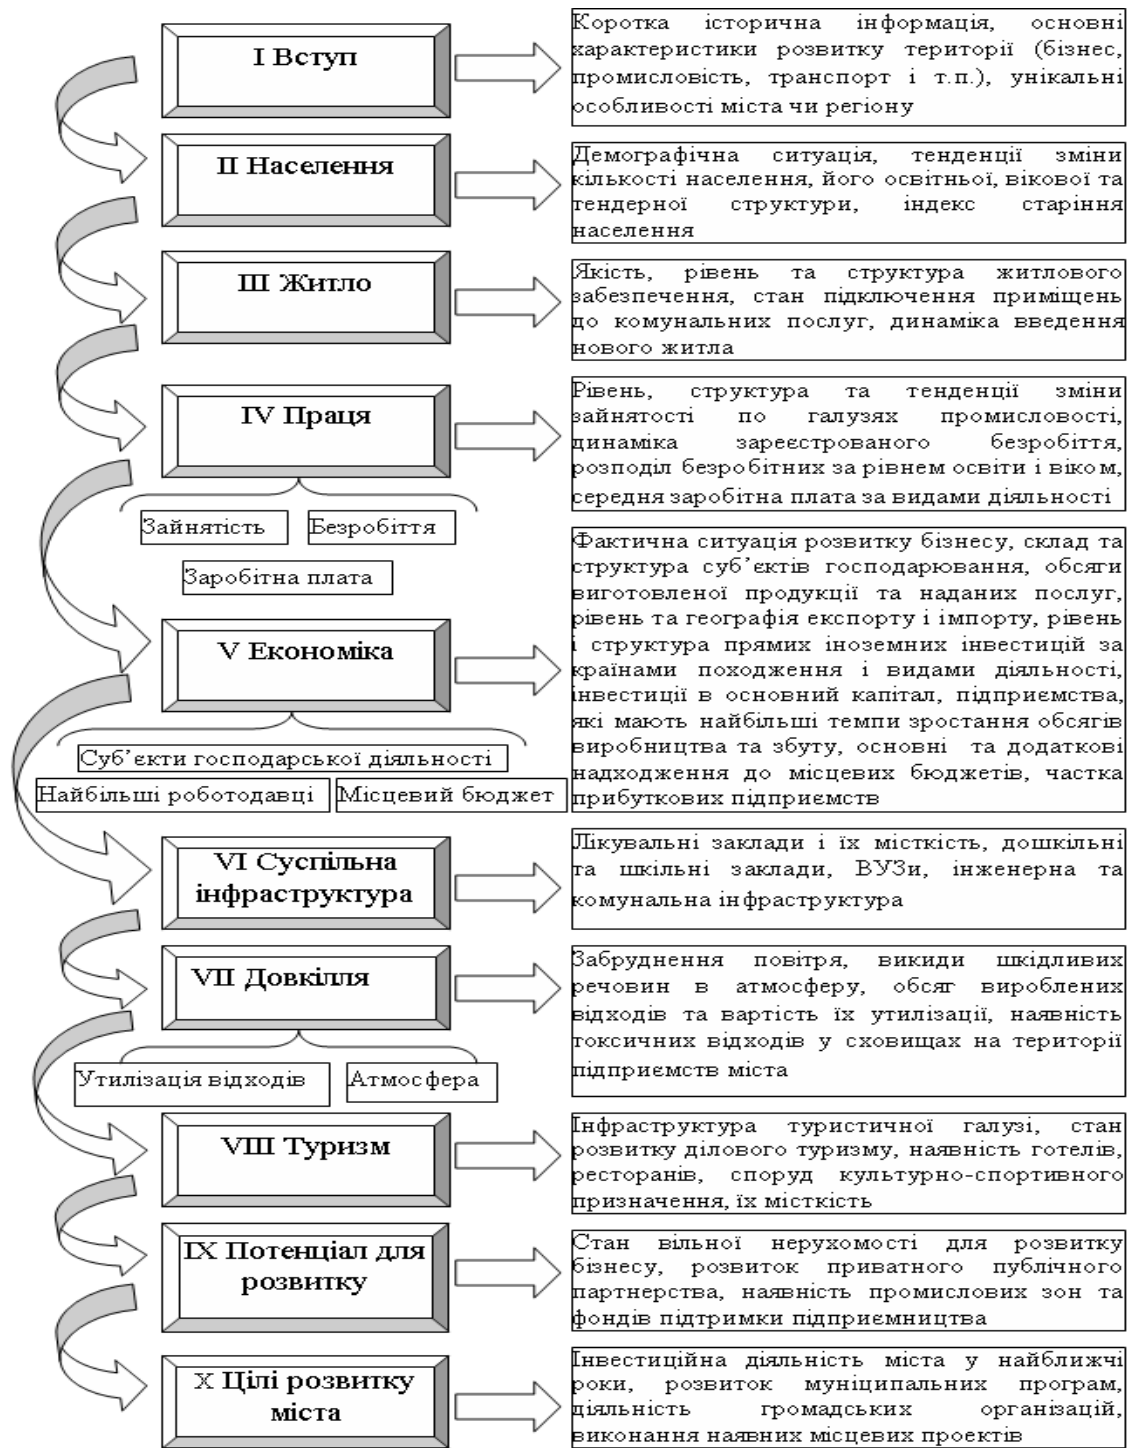 I Вступ
Коротка історична інформація, основні
характеристики розвитку території (бізнес,
промисловість, транспорт і т.п.), унікальні
особливості міста чи регіону
II Населення
Демографічна ситуація, тенденції зміни
кількості населення, його освітньої, вікової та
тендерної структури, індекс старіння
населення
III Житло
Якість, рівень та структура житлового
забезпечення, стан підключення приміщень
до комунальних послуг, динаміка введення
нового житла
IV Праця
Зайнятість
Безробіття
Заробітна плата
Рівень, структура та тенденції зміни
зайнятості по галузях промисловості,
динаміка зареєстрованого безробіття,
розподіл безробітних за рівнем освіти і віком,
середня заробітна плата за видами діяльності
V Економіка
Суб’єкти господарської діяльності
Найбільші роботодавці
Місцевий бюджет
Фактична ситуація розвитку бізнесу, склад та
структура суб’єктів господарювання, обсяги
виготовленої продукції та наданих послуг,
рівень та географія експорту і імпорту, рівень
і структура прямих іноземних інвестицій за
країнами походження і видами діяльності,
інвестиції в основний капітал, підприємства,
які мають найбільші темпи зростання обсягів
виробництва та збуту, основні та додаткові
надходження до місцевих бюджетів, частка
прибуткових підприємств
VI Суспільна
інфраструктура
Лікувальні заклади і їх місткість, дошкільні
та шкільні заклади, ВУЗи, інженерна та
комунальна інфраструктура
VII Довкілля
Утилізація відходів
Атмосфера
Забруднення повітря, викиди шкідливих
речовин в атмосферу, обсяг вироблених
відходів та вартість їх утилізації, наявність
токсичних відходів у сховищах на території
підприємств міста
VIII Туризм
Інфраструктура туристичної галузі, стан
розвитку ділового туризму, наявність готелів,
ресторанів, споруд культурно-спортивного
призначення, їх місткість
IX Потенціал для
розвитку
Стан вільної нерухомості для розвитку
бізнесу, розвиток приватного публічного
партнерства, наявність промислових зон та
фондів підтримки підприємництва
X Цілі розвитку
міста
Інвестиційна діяльність міста у найближчі
роки, розвиток муніципальних програм,
діяльність громадських організацій,
виконання наявних місцевих проектів